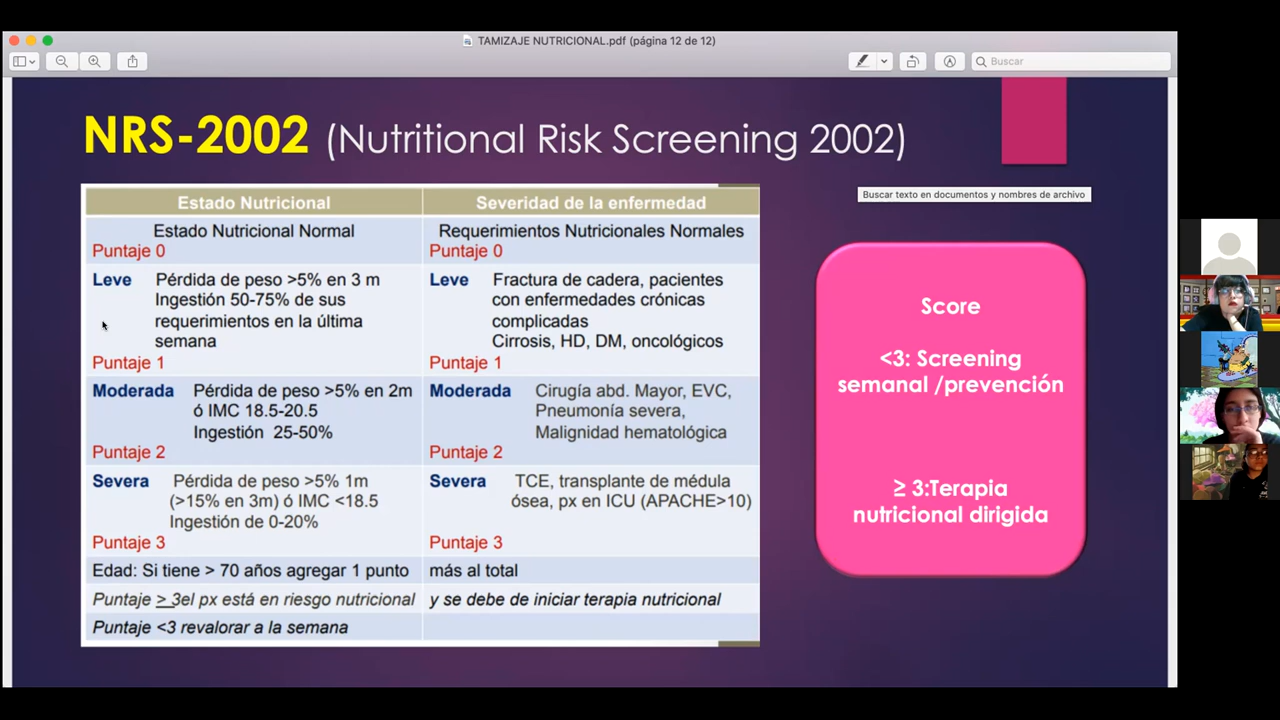 TAMIZAJE NUTRICIONAL.pdf (página 12 de 12)
Buscar
NRS-2002 (Nutritional Risk Screening 2002)
Buscar texto en documentos y nombres de archivo
Estado Nutricional
Severidad de la enfermedad
Estado Nutricional Normal
Puntaje 0
Requerimientos Nutricionales Normales
Puntaje 0
Leve Pérdida de peso >5% en 3 m
Ingestión 50-75% de sus
requerimientos en la última
semana
Puntaje 1
Leve Fractura de cadera, pacientes
con enfermedades crónicas
complicadas
Cirrosis, HD, DM, oncológicos
Puntaje 1
Moderada Pérdida de peso >5% en 2m
ó IMC 18.5-20.5
Ingestión 25-50%
Puntaje 2
Moderada Cirugía abd. Mayor, EVC,
Pneumonía severa,
Malignidad hematológica
Puntaje 2
Severa Pérdida de peso >5% 1m
(>15% en 3m) ó IMC <18.5
Ingestión de 0-20%
Puntaje 3
Severa TCE, transplante de médula
ósea, px en ICU (APACHE>10)
Puntaje 3
Edad: Si tiene > 70 años agregar 1 punto más al total
Puntaje > 3el px está en riesgo nutricional y se debe de iniciar terapia nutricional
Puntaje <3 revalorar a la semana
Score
<3: Screening
semanal /prevención
≥ 3:Terapia
nutricional dirigida